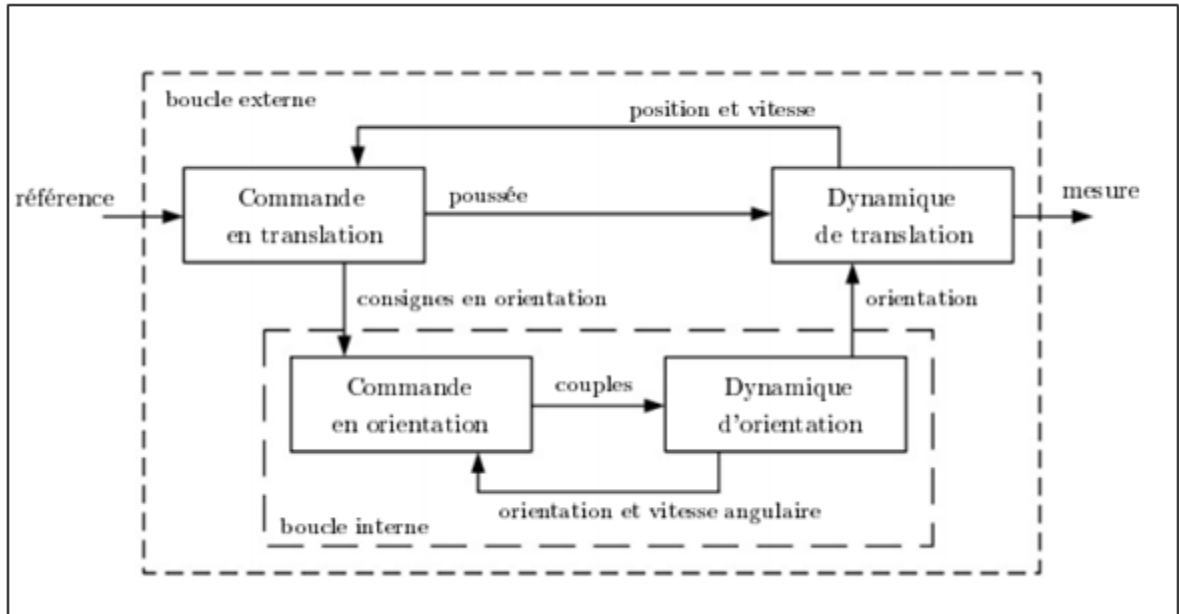 boucle externe
position et vitesse
référence
Commande
en translation
poussée
Dynamique
de translation
mesure
consignes en orientation
orientation
Commande
en orientation
couples
Dynamique
d'orientation
orientation et vitesse angulaire
boucle interne